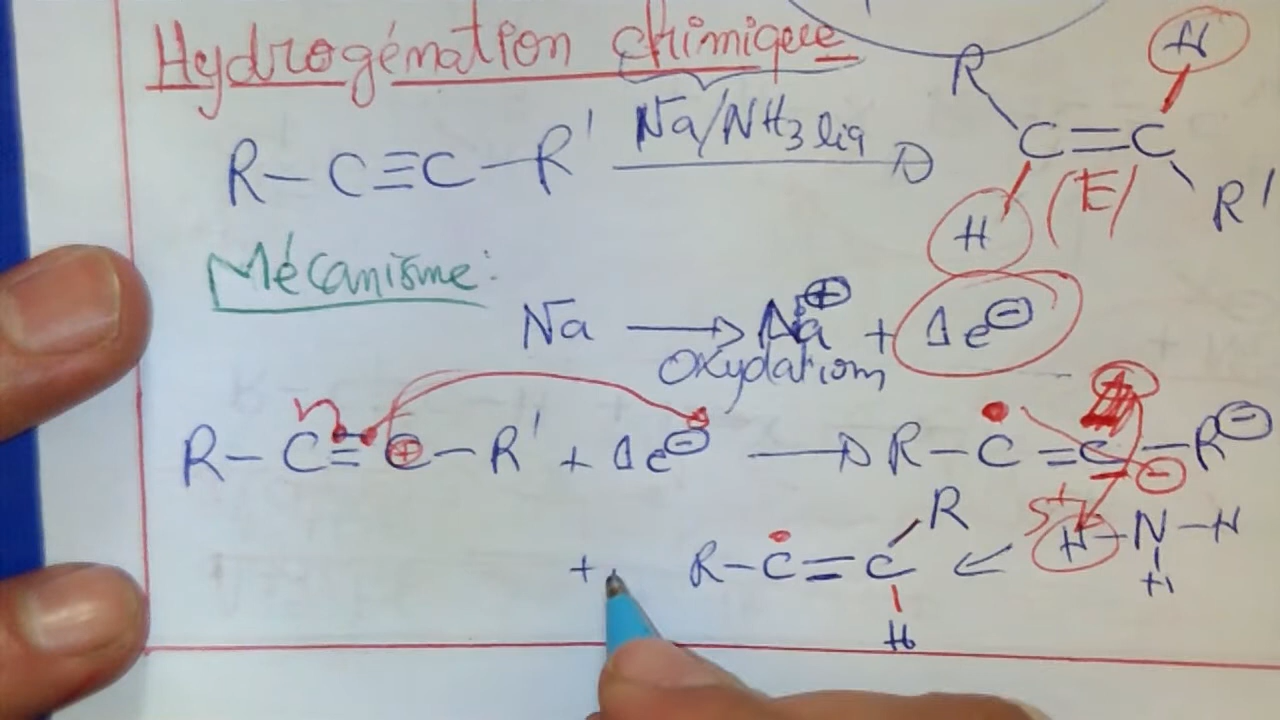 Hydrogénation chimique
R—C≡C—R' Na/NH3 liq → R H C=C H R' (E)
Mécanisme:
Na → Na⊕ + 1e⊖
Oxydation
R—C≡C—R' + 1e⊖ → R—C=C—R⊖
R—C=C R H ← H—N—H H δ+
+